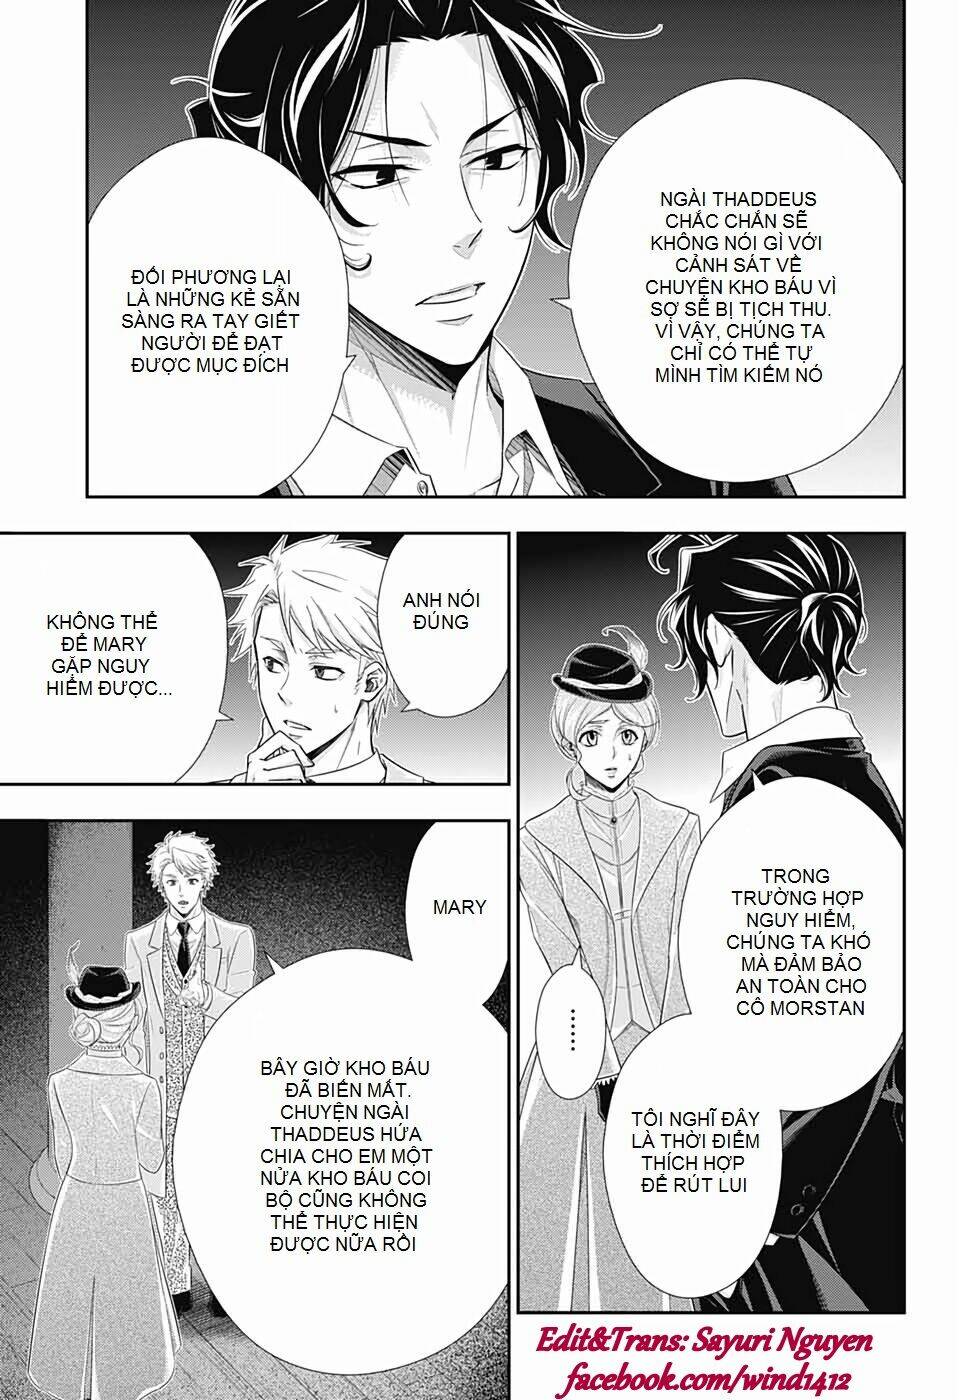 NGÀI THADDEUS
CHẮC CHẮN SẼ
KHÔNG NÓI GÌ VỚI
CẢNH SÁT VỀ
CHUYỆN KHO BÁU VÌ
SỢ SẼ BỊ TỊCH THU.
VÌ VẬY, CHÚNG TA
CHỈ CÓ THỂ TỰ
MÌNH TÌM KIẾM NÓ
ĐỐI PHƯƠNG LẠI
LÀ NHỮNG KẺ SẴN
SÀNG RA TAY GIẾT
NGƯỜI ĐỂ ĐẠT
ĐƯỢC MỤC ĐÍCH
TRONG
TRƯỜNG HỢP
NGUY HIỂM,
CHÚNG TA KHÓ
MÀ ĐẢM BẢO
AN TOÀN CHO
CÔ MORSTAN
TÔI NGHĨ ĐÂY
LÀ THỜI ĐIỂM
THÍCH HỢP
ĐỂ RÚT LUI
........
ANH NÓI
ĐÚNG
KHÔNG THỂ
ĐỂ MARY
GẶP NGUY
HIỂM ĐƯỢC...
MARY
BÂY GIỜ KHO BÁU
ĐÃ BIẾN MẤT.
CHUYỆN NGÀI
THADDEUS HỨA
CHIA CHO EM MỘT
NỬA KHO BÁU COI
BỘ CŨNG KHÔNG
THỂ THỰC HIỆN
ĐƯỢC NỮA RỒI
Edit&Trans: Sayuri Nguyen
facebook.com/wind1412